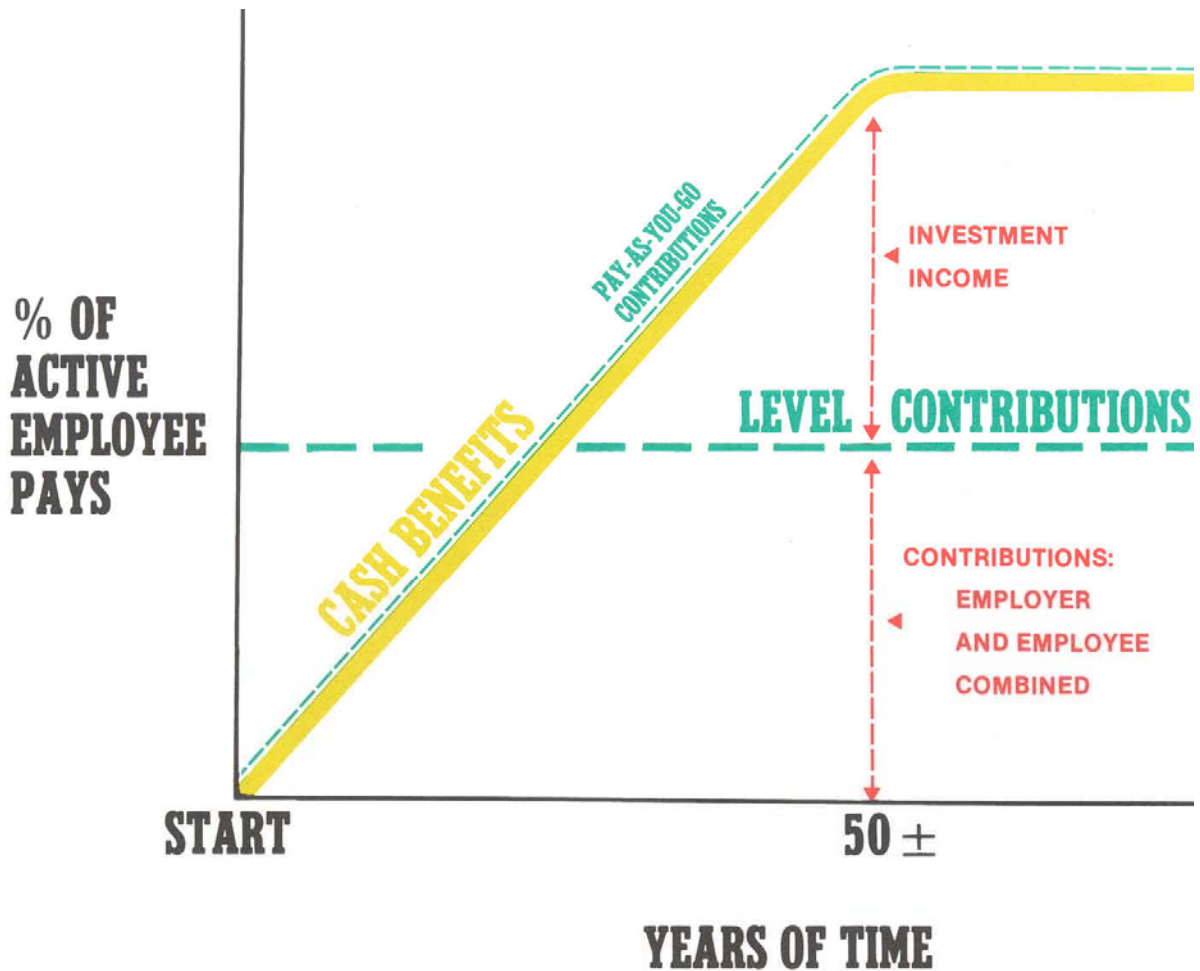 PAY-AS-YOU-GO
CONTRIBUTIONS
INVESTMENT
INCOME
% OF
ACTIVE
EMPLOYEE
PAYS
LEVEL CONTRIBUTIONS
CASH BENEFITS
CONTRIBUTIONS:
EMPLOYER
AND EMPLOYEE
COMBINED
START
50 ±
YEARS OF TIME